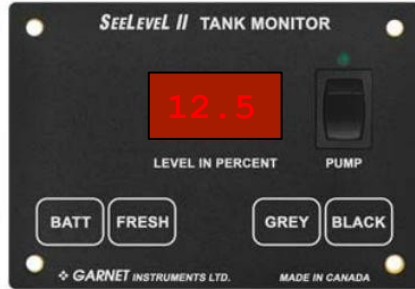 SEELEVEL II TANK MONITOR
12.5
LEVEL IN PERCENT
PUMP
BATT
FRESH
GREY
BLACK
❖ GARNET INSTRUMENTS LTD.
MADE IN CANADA